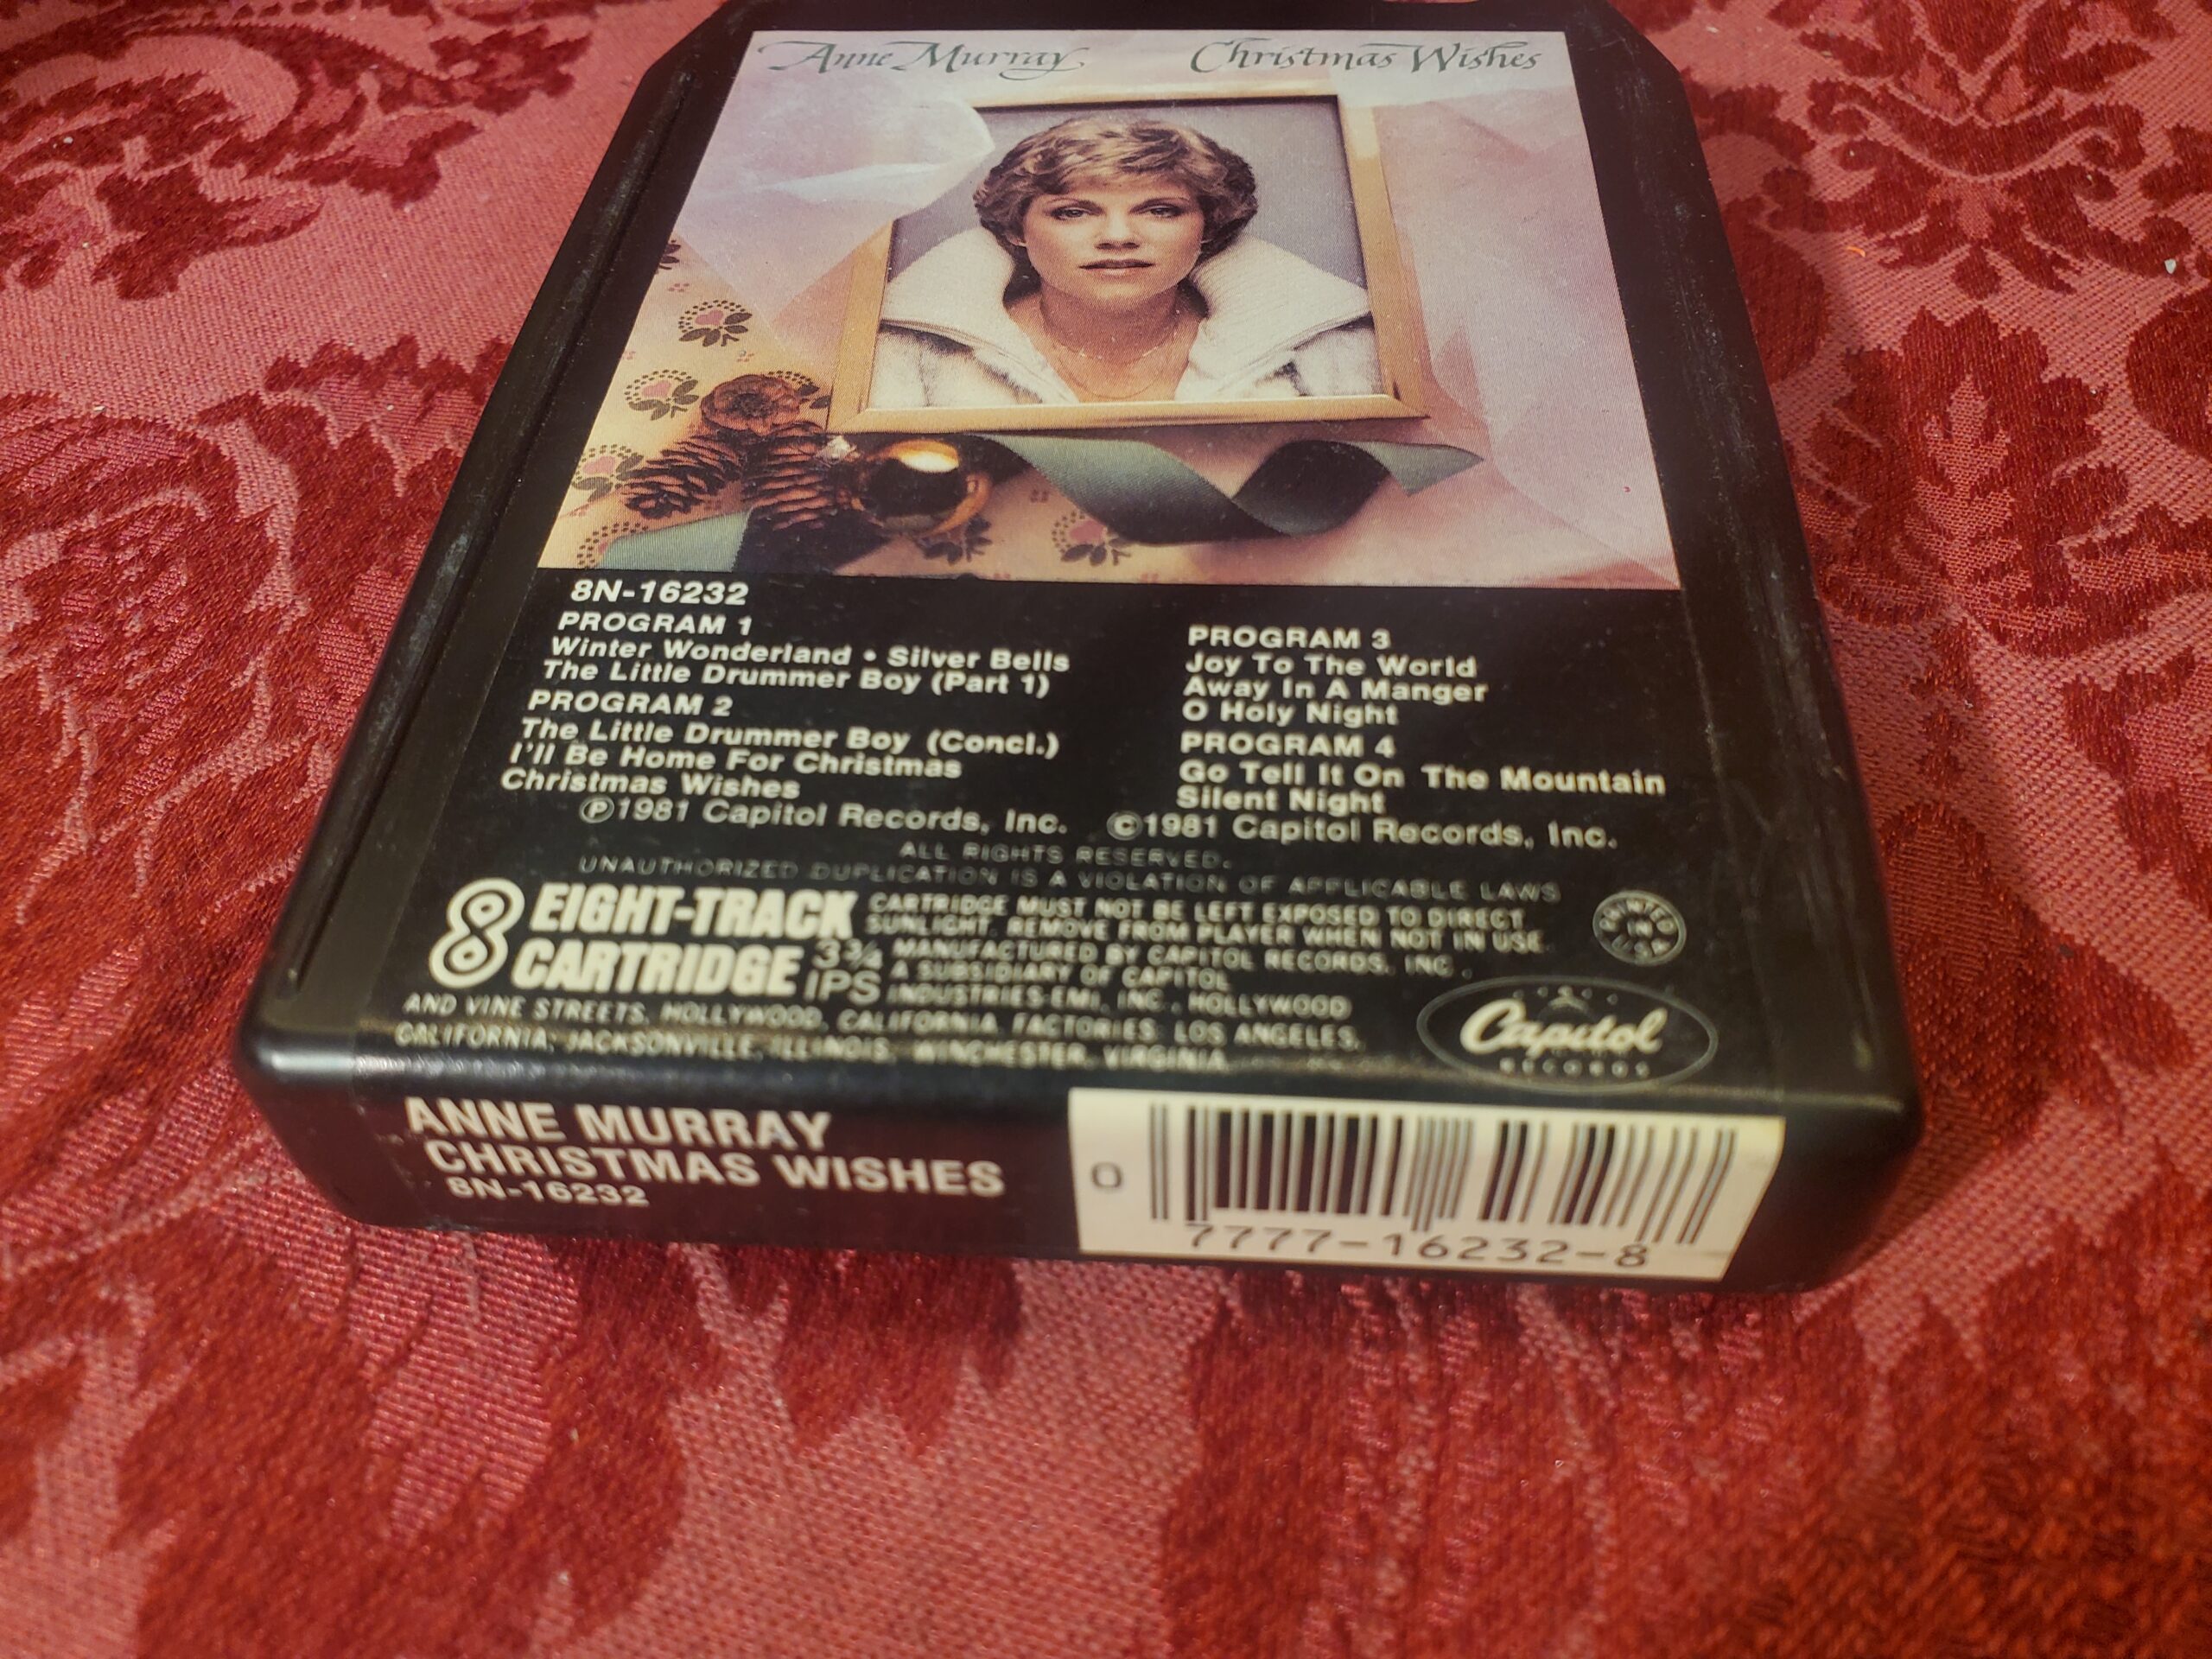 Anne Murray Christmas Wishes
8N-16232
PROGRAM 1
Winter Wonderland • Silver Bells
The Little Drummer Boy (Part 1)
PROGRAM 2
The Little Drummer Boy (Concl.)
I'll Be Home For Christmas
Christmas Wishes
PROGRAM 3
Joy To The World
Away In A Manger
O Holy Night
PROGRAM 4
Go Tell It On The Mountain
Silent Night
Ⓟ1981 Capitol Records, Inc. ©1981 Capitol Records, Inc.
ALL RIGHTS RESERVED.
UNAUTHORIZED DUPLICATION IS A VIOLATION OF APPLICABLE LAWS
8 EIGHT-TRACK
CARTRIDGE
3¾
IPS
CARTRIDGE MUST NOT BE LEFT EXPOSED TO DIRECT
SUNLIGHT. REMOVE FROM PLAYER WHEN NOT IN USE
MANUFACTURED BY CAPITOL RECORDS, INC.,
A SUBSIDIARY OF CAPITOL
INDUSTRIES-EMI, INC., HOLLYWOOD
AND VINE STREETS, HOLLYWOOD, CALIFORNIA. FACTORIES: LOS ANGELES,
CALIFORNIA; JACKSONVILLE, ILLINOIS; WINCHESTER, VIRGINIA
PRINTED
IN
U.S.A.
Capitol
RECORDS
ANNE MURRAY
CHRISTMAS WISHES
8N-16232
0
7777-16232-8